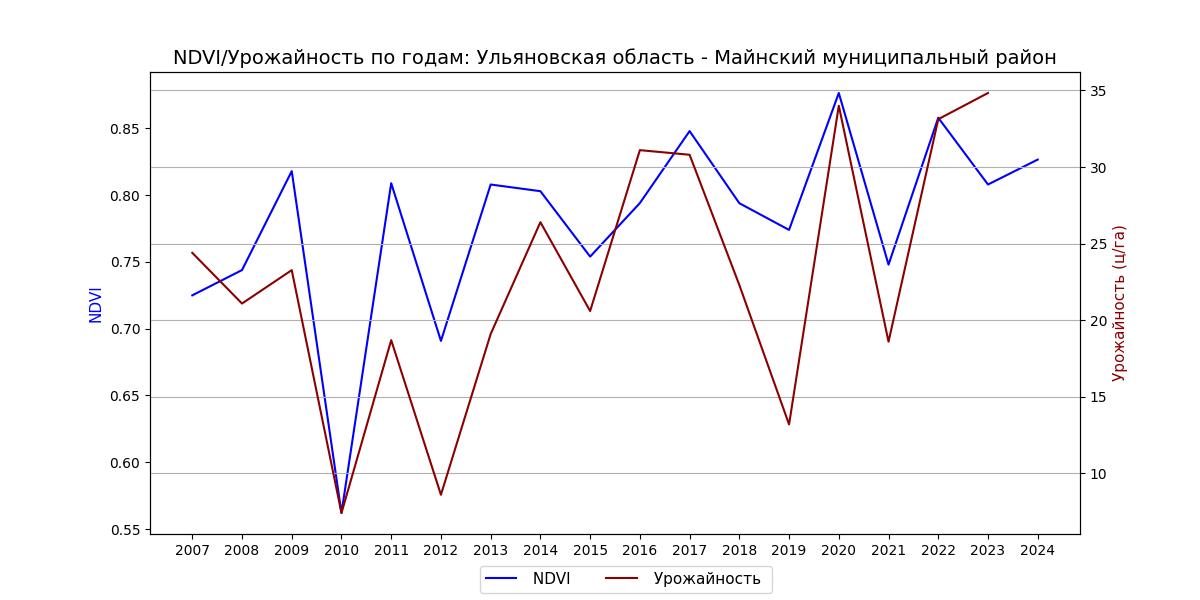 NDVI/Урожайность по годам: Ульяновская область - Майнский муниципальный район
0.85
0.80
0.75
0.70
0.65
0.60
0.55
NDVI
35
30
25
20
15
10
Урожайность (ц/га)
2007 2008 2009 2010 2011 2012 2013 2014 2015 2016 2017 2018 2019 2020 2021 2022 2023 2024
NDVI Урожайность